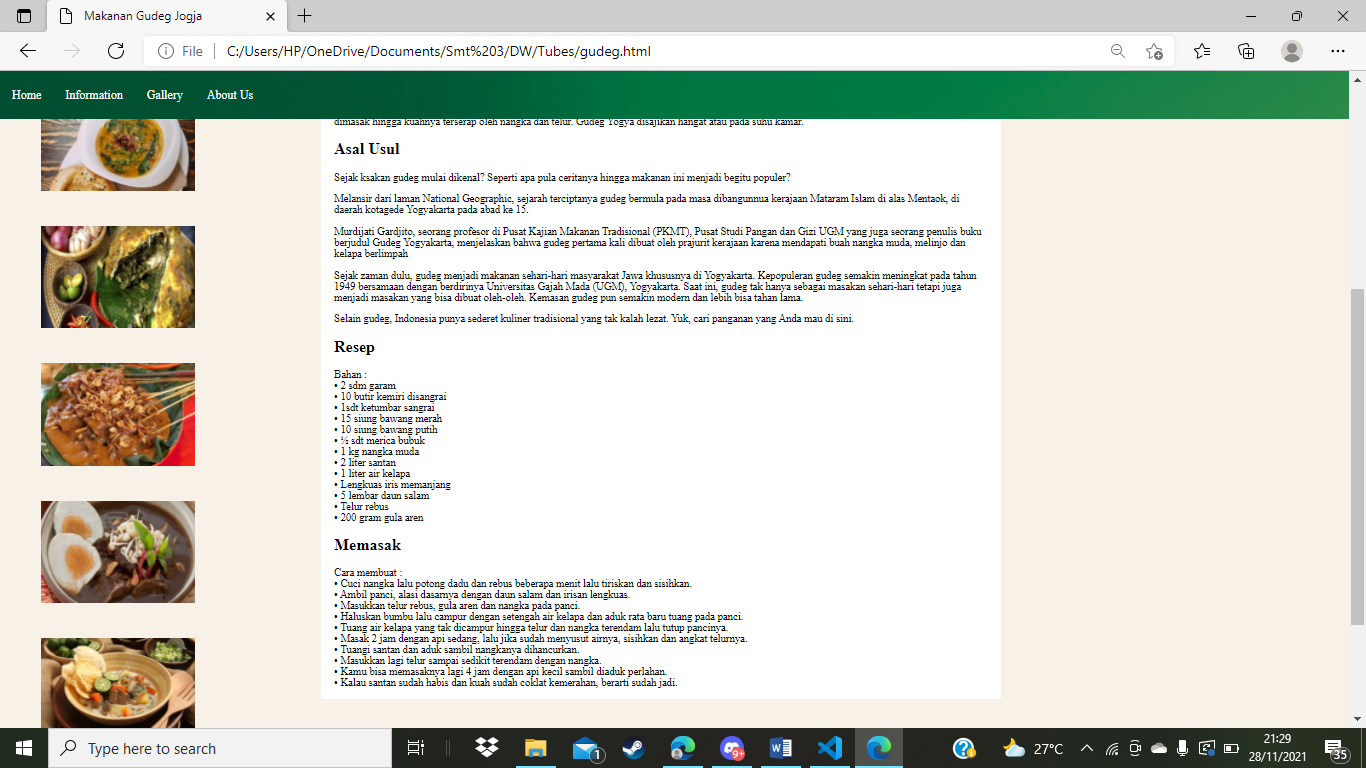 Makanan Gudeg Jogja
File
C:/Users/HP/OneDrive/Documents/Smt%203/DW/Tubes/gudeg.html
Home Information Gallery About Us
dimasak hingga kuahnya terserap oleh nangka dan telur. Gudeg Yogya disajikan hangat atau pada suhu kamar.
Asal Usul
Sejak ksakan gudeg mulai dikenal? Seperti apa pula ceritanya hingga makanan ini menjadi begitu populer?
Melansir dari laman National Geographic, sejarah terciptanya gudeg bermula pada masa dibangunnua kerajaan Mataram Islam di alas Mentaok, di
daerah kotagede Yogyakarta pada abad ke 15.
Murdijati Gardjito, seorang profesor di Pusat Kajian Makanan Tradisional (PKMT), Pusat Studi Pangan dan Gizi UGM yang juga seorang penulis buku
berjudul Gudeg Yogyakarta, menjelaskan bahwa gudeg pertama kali dibuat oleh prajurit kerajaan karena mendapati buah nangka muda, melinjo dan
kelapa berlimpah
Sejak zaman dulu, gudeg menjadi makanan sehari-hari masyarakat Jawa khususnya di Yogyakarta. Kepopuleran gudeg semakin meningkat pada tahun
1949 bersamaan dengan berdirinya Universitas Gajah Mada (UGM), Yogyakarta. Saat ini, gudeg tak hanya sebagai masakan sehari-hari tetapi juga
menjadi masakan yang bisa dibuat oleh-oleh. Kemasan gudeg pun semakin modern dan lebih bisa tahan lama.
Selain gudeg, Indonesia punya sederet kuliner tradisional yang tak kalah lezat. Yuk, cari panganan yang Anda mau di sini.
Resep
Bahan :
• 2 sdm garam
• 10 butir kemiri disangrai
• 1sdt ketumbar sangrai
• 15 siung bawang merah
• 10 siung bawang putih
• ½ sdt merica bubuk
• 1 kg nangka muda
• 2 liter santan
• 1 liter air kelapa
• Lengkuas iris memanjang
• 5 lembar daun salam
• Telur rebus
• 200 gram gula aren
Memasak
Cara membuat :
• Cuci nangka lalu potong dadu dan rebus beberapa menit lalu tiriskan dan sisihkan.
• Ambil panci, alasi dasarnya dengan daun salam dan irisan lengkuas.
• Masukkan telur rebus, gula aren dan nangka pada panci.
• Haluskan bumbu lalu campur dengan setengah air kelapa dan aduk rata baru tuang pada panci.
• Tuang air kelapa yang tak dicampur hingga telur dan nangka terendam lalu tutup pancinya.
• Masak 2 jam dengan api sedang, lalu jika sudah menyusut airnya, sisihkan dan angkat telurnya.
• Tuangi santan dan aduk sambil nangkanya dihancurkan.
• Masukkan lagi telur sampai sedikit terendam dengan nangka.
• Kamu bisa memasaknya lagi 4 jam dengan api kecil sambil diaduk perlahan.
• Kalau santan sudah habis dan kuah sudah coklat kemerahan, berarti sudah jadi.
Type here to search
1
9+
27°C
21:29
28/11/2021
35